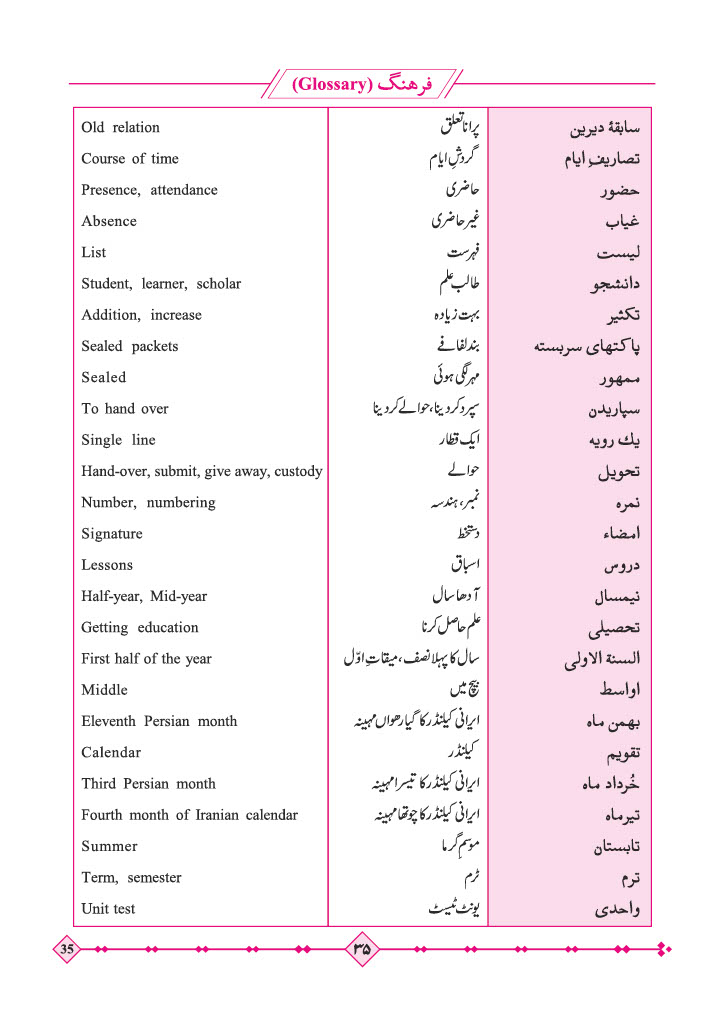 فرهنگ (Glossary)
سابقۂ دیرین پرانا تعلق Old relation
تصاریفِ ایام گردشِ ایام Course of time
حضور حاضری Presence, attendance
غیاب غیر حاضری Absence
لیست فہرست List
دانشجو طالب علم Student, learner, scholar
تکثیر بہت زیادہ Addition, increase
پاکتهای سربسته بند لفافے Sealed packets
ممهور مہر لگی ہوئی Sealed
سپاریدن سپرد کر دینا، حوالے کر دینا To hand over
یك رویه ایک قطار Single line
تحویل حوالے Hand-over, submit, give away, custody
نمره نمبر، ہندسہ Number, numbering
امضاء دستخط Signature
دروس اسباق Lessons
نیمسال آدھا سال Half-year, Mid-year
تحصیلی علم حاصل کرنا Getting education
السنة الاولی سال کا پہلا نصف، میقاتِ اوّل First half of the year
اواسط بیچ میں Middle
بهمن ماه ایرانی کیلنڈر کا گیارھواں مہینہ Eleventh Persian month
تقویم کیلنڈر Calendar
خُرداد ماه ایرانی کیلنڈر کا تیسرا مہینہ Third Persian month
تیرماه ایرانی کیلنڈر کا چوتھا مہینہ Fourth month of Iranian calendar
تابستان موسمِ گرما Summer
ترم ٹرم Term, semester
واحدی یونٹ ٹیسٹ Unit test
35 ۳۵